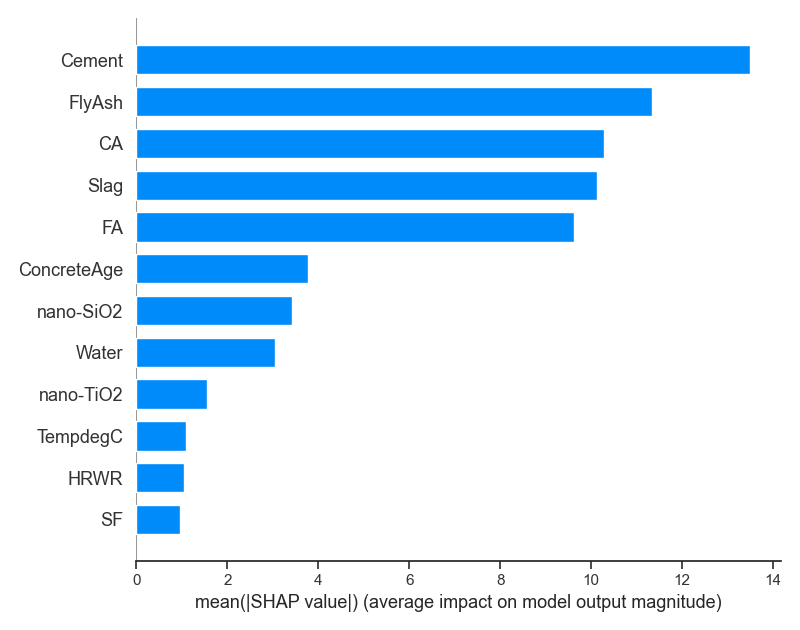 Cement
FlyAsh
CA
Slag
FA
ConcreteAge
nano-SiO2
Water
nano-TiO2
TempdegC
HRWR
SF
0 2 4 6 8 10 12 14
mean(|SHAP value|) (average impact on model output magnitude)